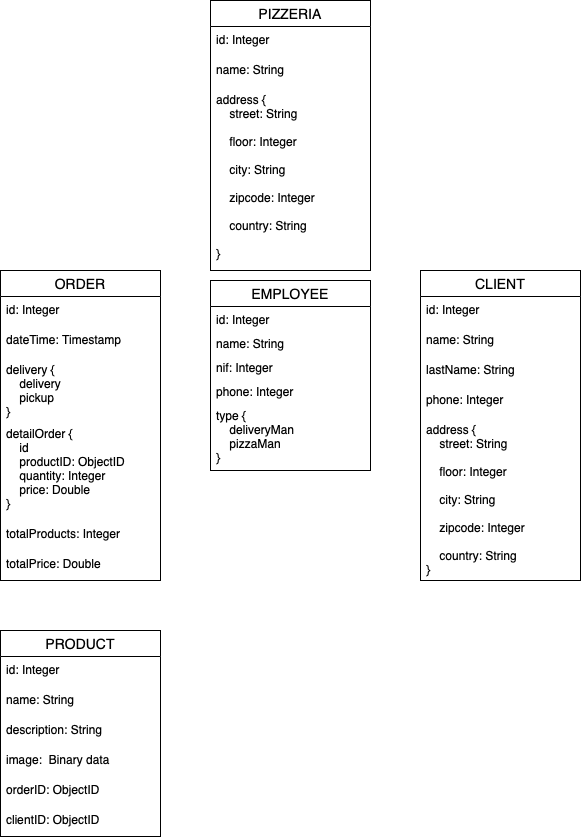 PIZZERIA
id: Integer
name: String
address {
street: String
floor: Integer
city: String
zipcode: Integer
country: String
}
ORDER
id: Integer
dateTime: Timestamp
delivery {
delivery
pickup
}
detailOrder {
id
productID: ObjectID
quantity: Integer
price: Double
}
totalProducts: Integer
totalPrice: Double
EMPLOYEE
id: Integer
name: String
nif: Integer
phone: Integer
type {
deliveryMan
pizzaMan
}
CLIENT
id: Integer
name: String
lastName: String
phone: Integer
address {
street: String
floor: Integer
city: String
zipcode: Integer
country: String
}
PRODUCT
id: Integer
name: String
description: String
image:  Binary data
orderID: ObjectID
clientID: ObjectID